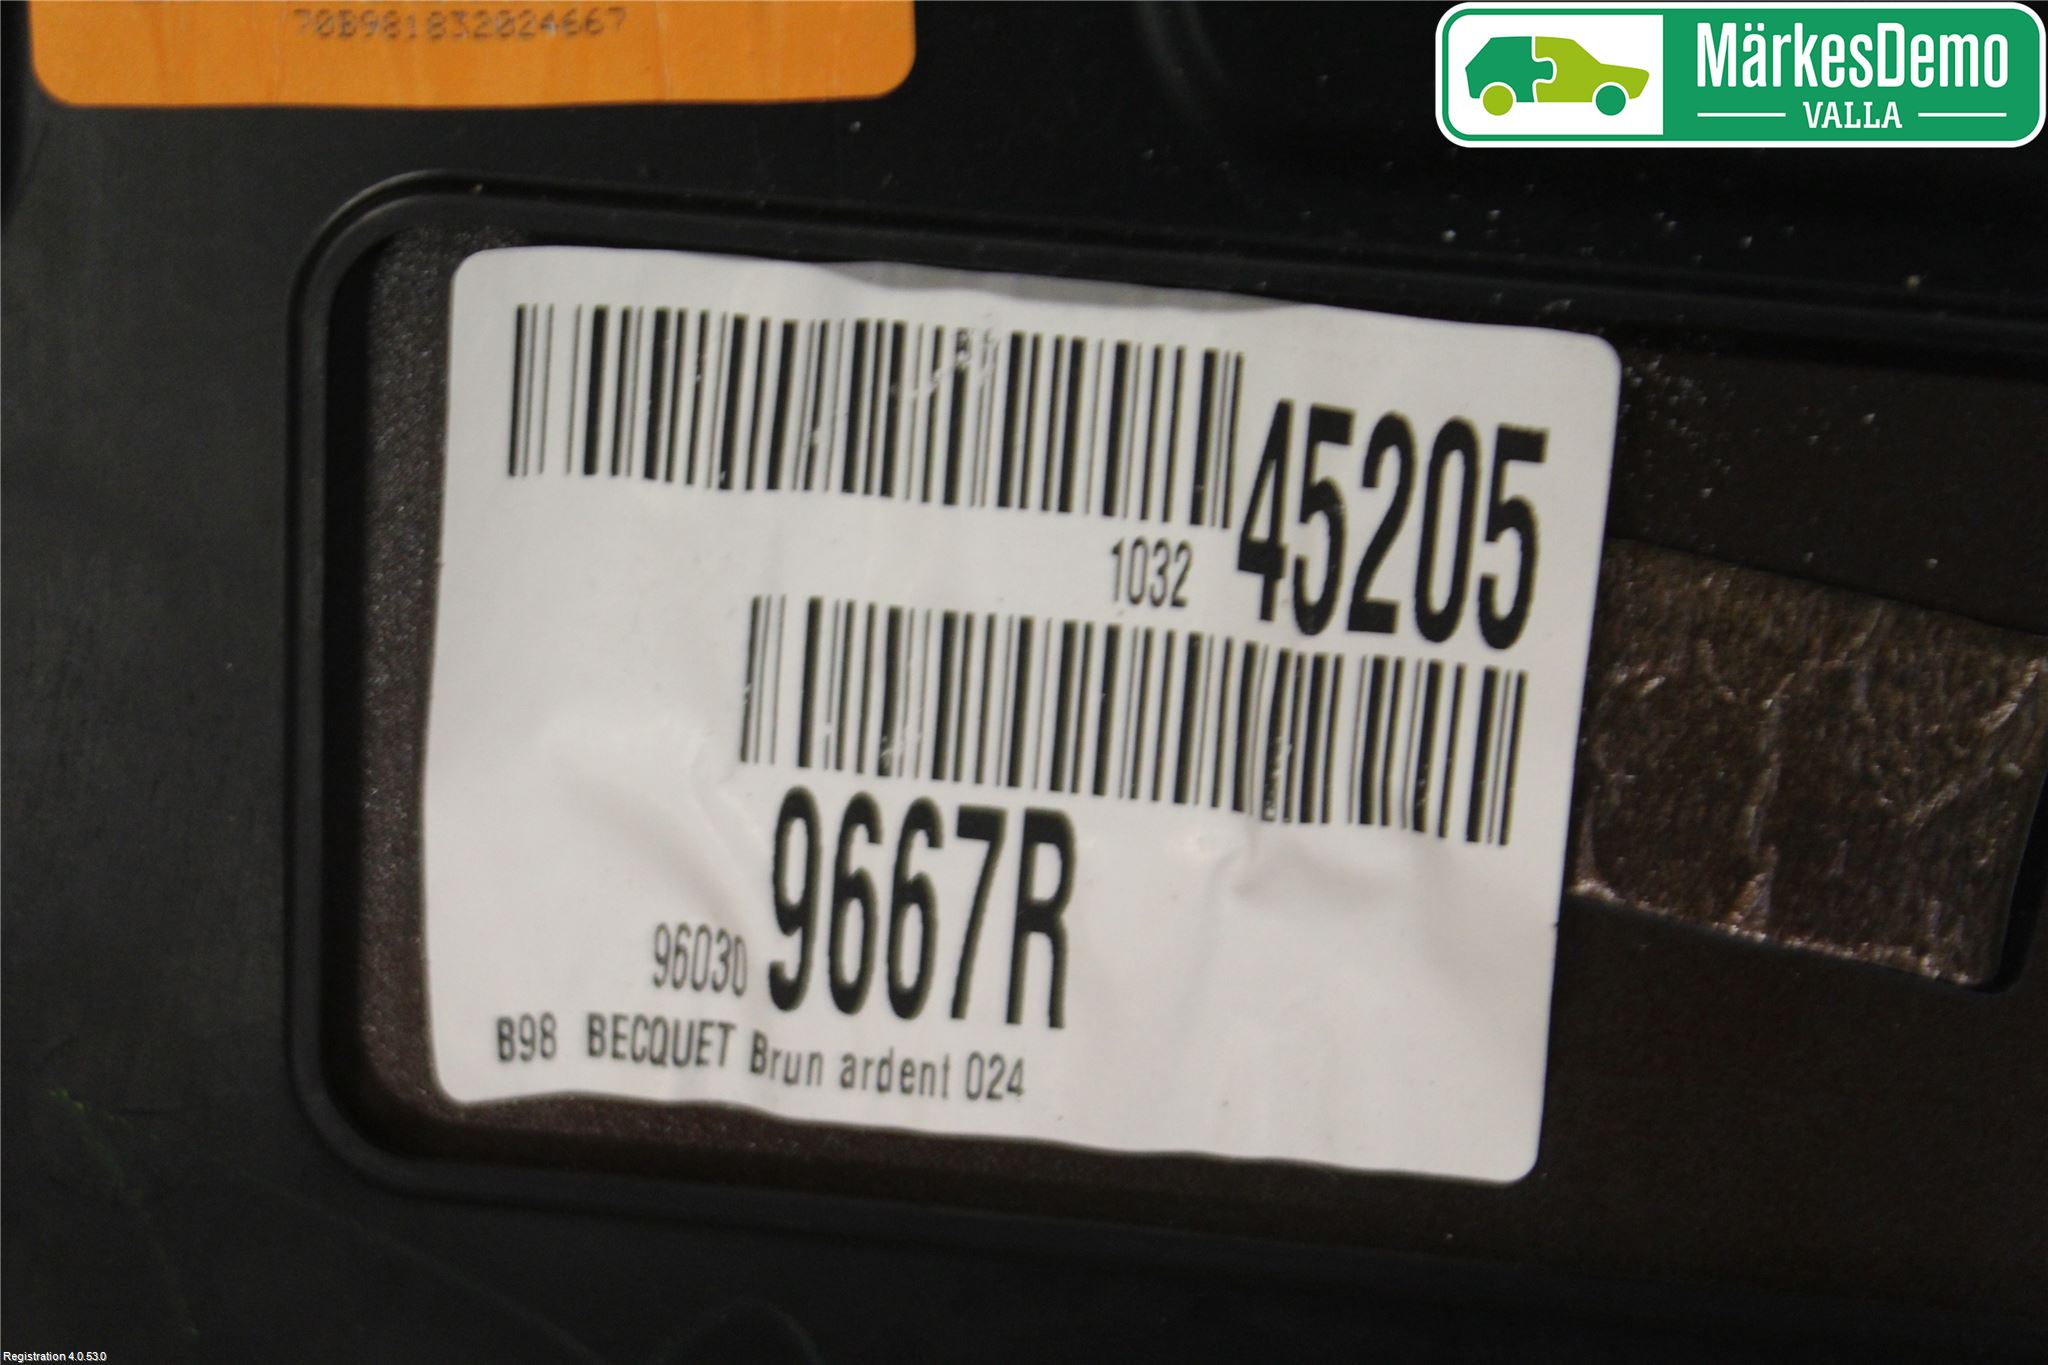 70B981832024667
MärkesDemo
VALLA
45205
1032
9667R
96030
B98 BECQUET Brun ardent 024
Registration 4.0.53.0